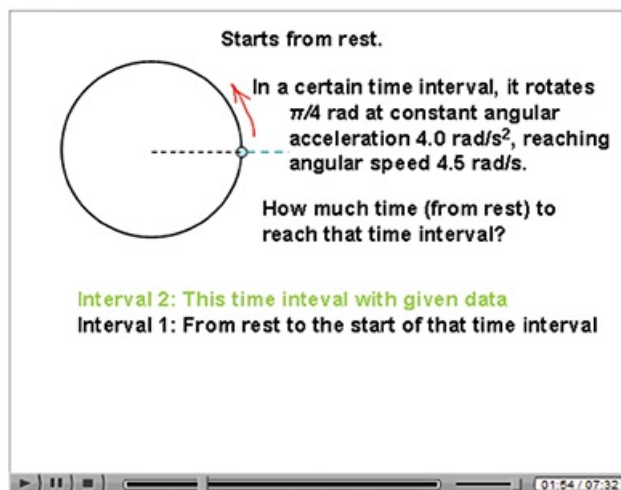 Starts from rest.
In a certain time interval, it rotates
π/4 rad at constant angular
acceleration 4.0 rad/s², reaching
angular speed 4.5 rad/s.
How much time (from rest) to
reach that time interval?
Interval 2: This time inteval with given data
Interval 1: From rest to the start of that time interval
01:54 / 07:32